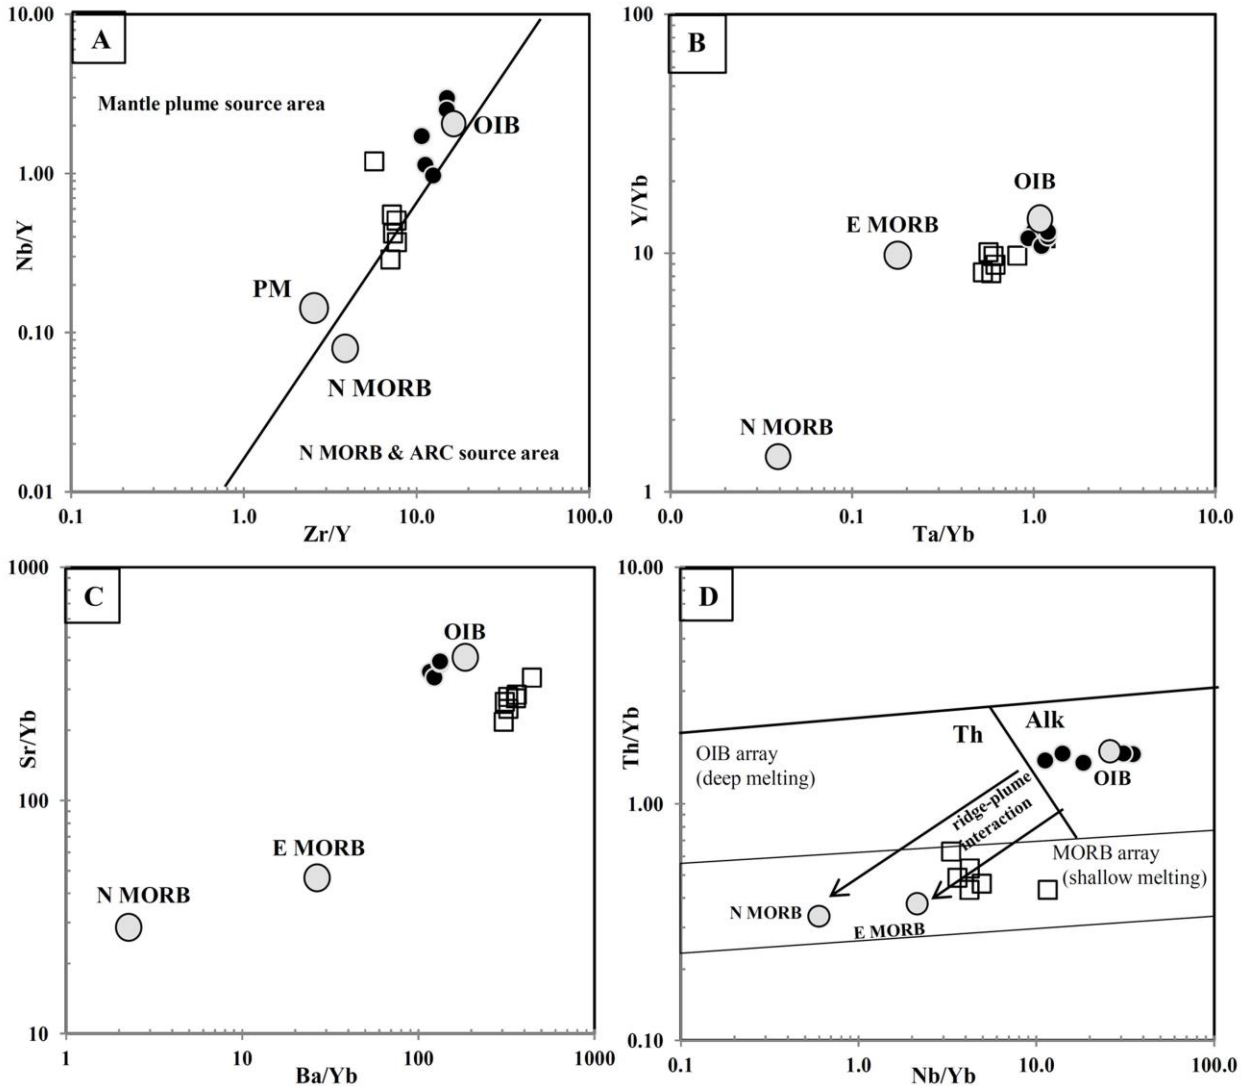 A
10.00
Mantle plume source area
OIB
1.00
Nb/Y
PM
0.10
N MORB
N MORB & ARC source area
0.01
0.1
1.0
10.0
100.0
Zr/Y
B
100
OIB
Y/Yb
E MORB
10
N MORB
1
0.0
0.1
1.0
10.0
Ta/Yb
C
1000
OIB
Sr/Yb
100
E MORB
N MORB
10
1
10
100
1000
Ba/Yb
D
10.00
Th
Alk
Th/Yb
OIB array
(deep melting)
OIB
ridge-plume
interaction
1.00
MORB array
(shallow melting)
N MORB
E MORB
0.10
0.1
1.0
10.0
100.0
Nb/Yb